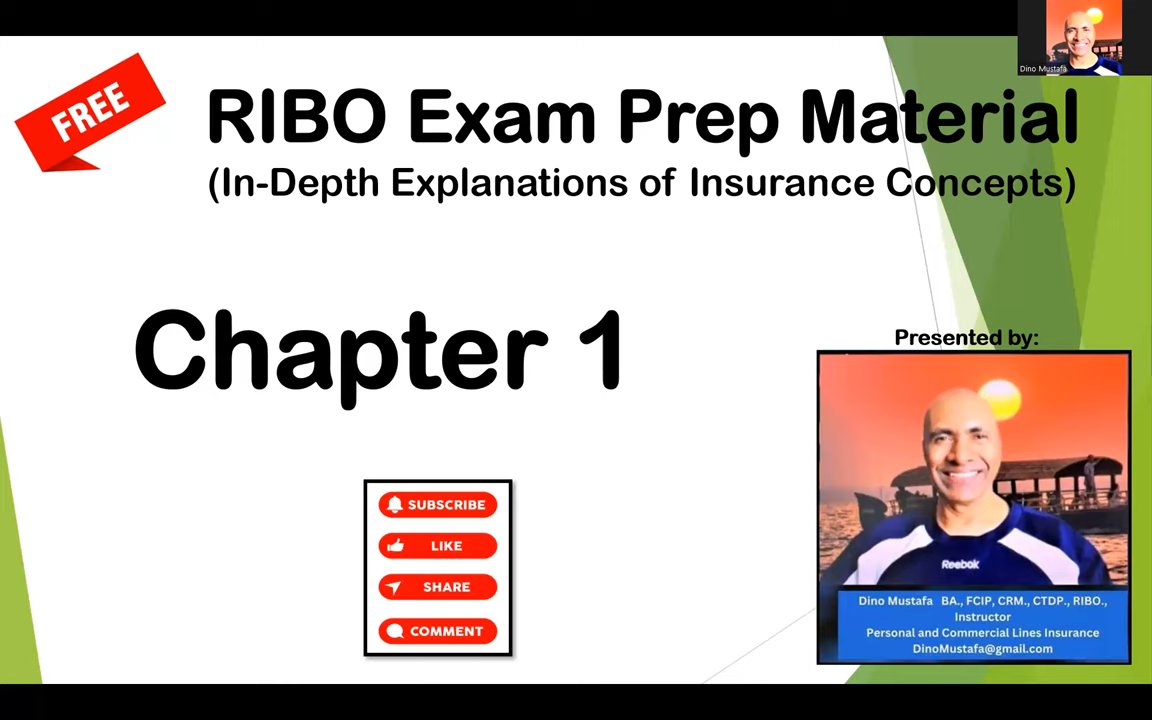 Dino Mustafa
FREE
RIBO Exam Prep Material
(In-Depth Explanations of Insurance Concepts)
Chapter 1
Presented by:
SUBSCRIBE
LIKE
SHARE
COMMENT
Reebok
Dino Mustafa BA., FCIP, CRM., CTDP., RIBO.,
Instructor
Personal and Commercial Lines Insurance
DinoMustafa@gmail.com